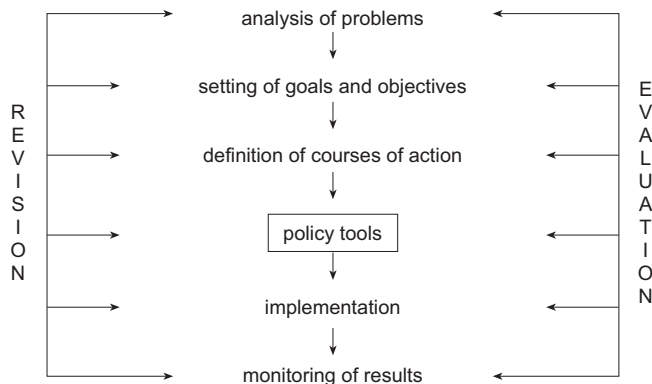 analysis of problems
setting of goals and objectives
definition of courses of action
policy tools
implementation
monitoring of results
REVISION
EVALUATION